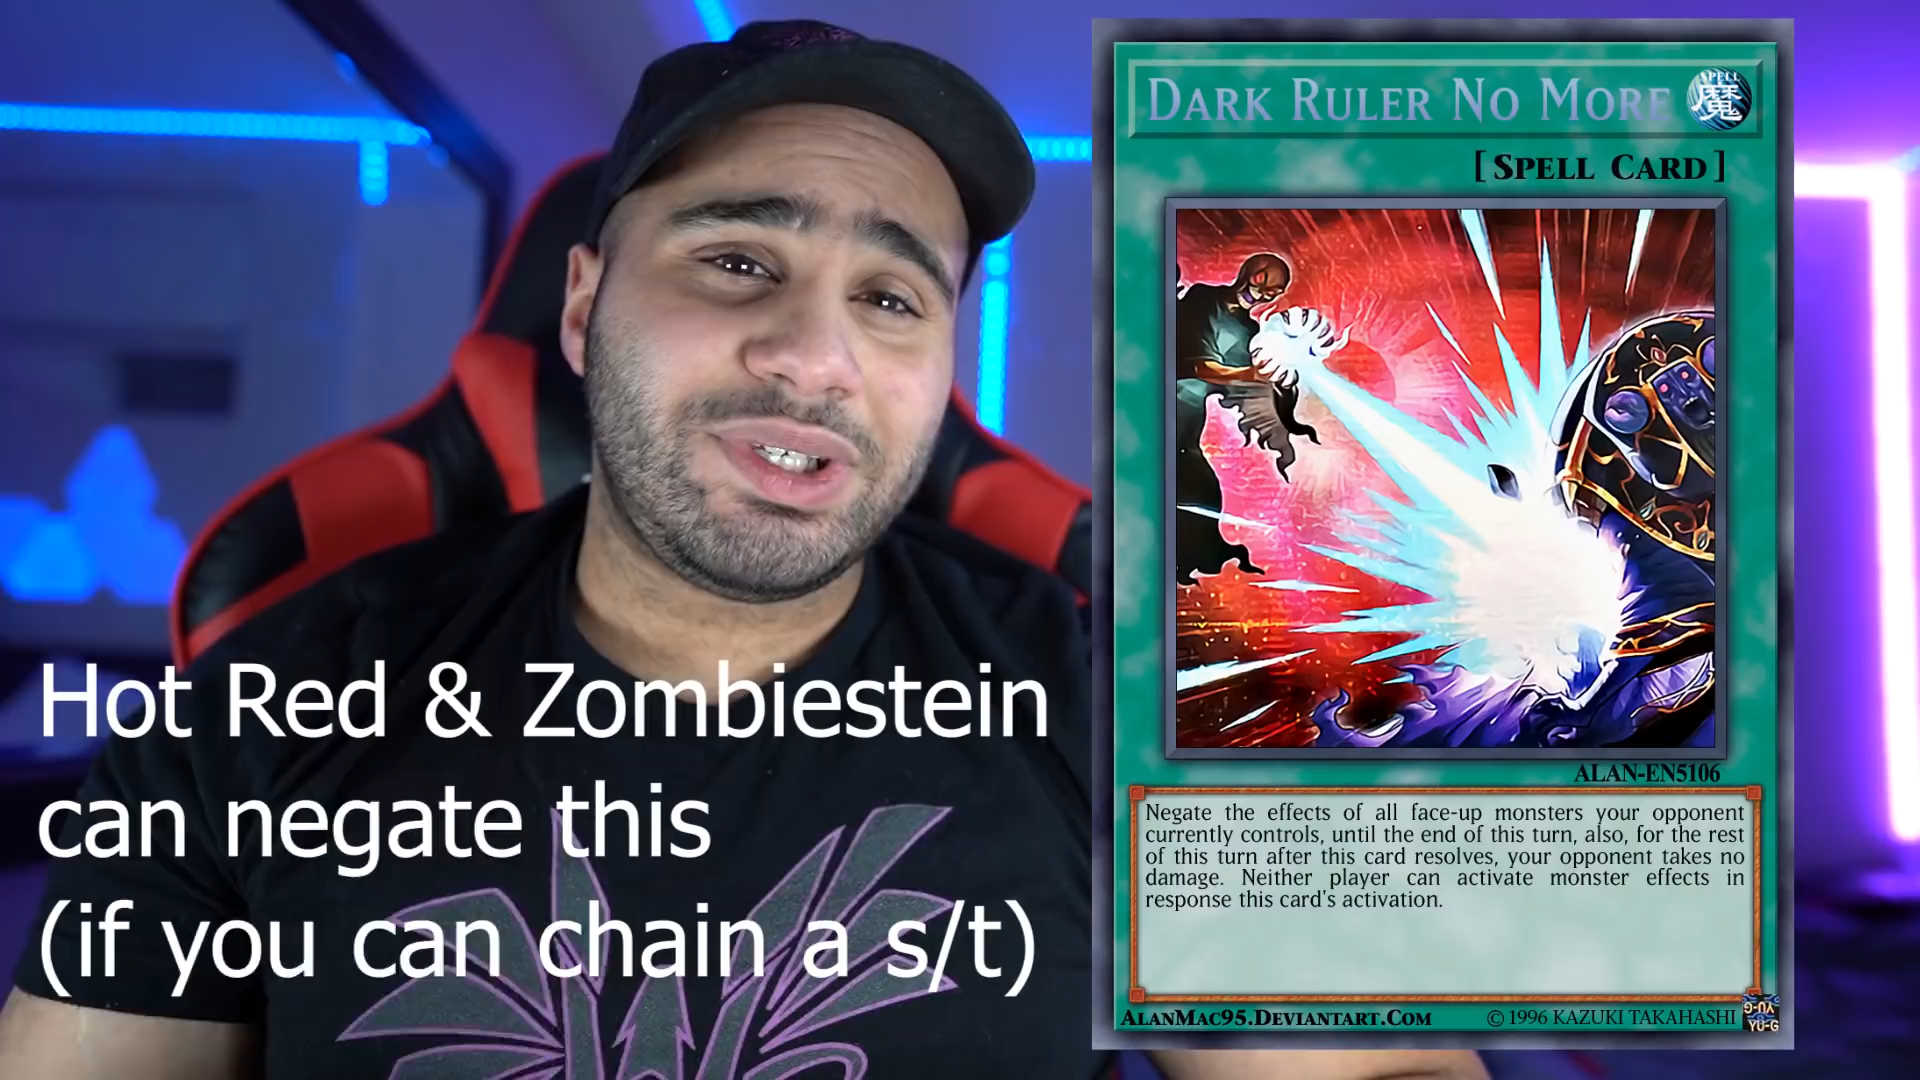 Hot Red & Zombiestein
can negate this
(if you can chain a s/t)
DARK RULER NO MORE
SPELL
魔
[SPELL CARD]
ALAN-EN5106
Negate the effects of all face-up monsters your opponent
currently controls, until the end of this turn, also, for the rest
of this turn after this card resolves, your opponent takes no
damage. Neither player can activate monster effects in
response this card's activation.
ALANMAC95.DEVIANTART.COM
© 1996 KAZUKI TAKAHASHI